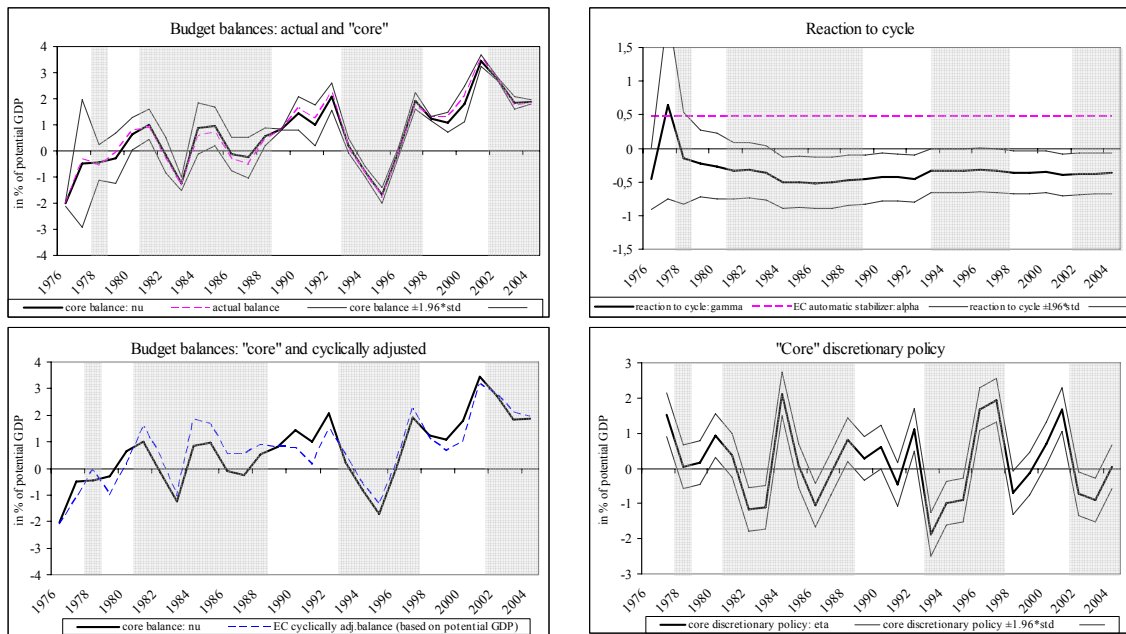 Budget balances: actual and "core"
in % of potential GDP
4
3
2
1
0
-1
-2
-3
-4
1976 1978 1980 1982 1984 1986 1988 1990 1992 1994 1996 1998 2000 2002 2004
core balance: nu actual balance core balance ±1.96*std
Reaction to cycle
1,5
1
0,5
0
-0,5
-1
-1,5
1976 1978 1980 1982 1984 1986 1988 1990 1992 1994 1996 1998 2000 2002 2004
reaction to cycle: gamma EC automatic stabilizer: alpha reaction to cycle ±196*std
Budget balances: "core" and cyclically adjusted
in % of potential GDP
4
3
2
1
0
-1
-2
-3
-4
1976 1978 1980 1982 1984 1986 1988 1990 1992 1994 1996 1998 2000 2002 2004
core balance: nu EC cyclically adj.balance (based on potential GDP)
"Core" discretionary policy
in % of potential GDP
3
2
1
0
-1
-2
-3
1976 1978 1980 1982 1984 1986 1988 1990 1992 1994 1996 1998 2000 2002 2004
core discretionary policy: eta core discretionary policy ±1.96*std